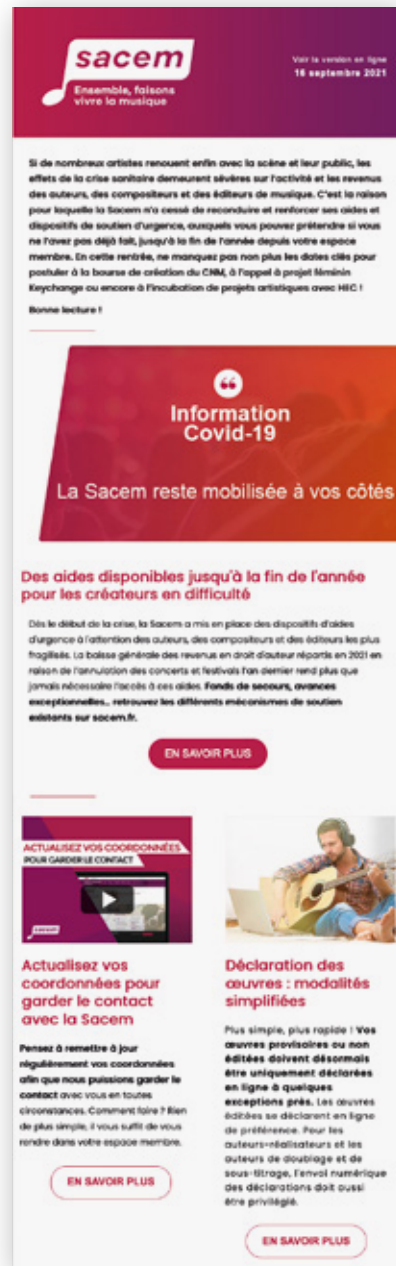 sacem
Ensemble, faisons
vivre la musique
Voir la version en ligne
16 septembre 2021
Si de nombreux artistes renouent enfin avec la scène et leur public, les
effets de la crise sanitaire demeurent sévères sur l'activité et les revenus
des auteurs, des compositeurs et des éditeurs de musique. C'est la raison
pour laquelle la Sacem n'a cessé de reconduire et renforcer ses aides et
dispositifs de soutien d'urgence, auxquels vous pouvez prétendre si vous
ne l'avez pas déjà fait, jusqu'à la fin de l'année depuis votre espace
membre. En cette rentrée, ne manquez pas non plus les dates clés pour
postuler à la bourse de création du CNM, à l'appel à projet féminin
Keychange ou encore à l'incubation de projets artistiques avec HIIC !
Bonne lecture !
Information
Covid-19
La Sacem reste mobilisée à vos côtés
Des aides disponibles jusqu'à la fin de l'année
pour les créateurs en difficulté
Dès le début de la crise, la Sacem a mis en place des dispositifs d'aides
d'urgence à l'attention des auteurs, des compositeurs et des éditeurs les plus
fragilisés. La baisse générale des revenus en droit d'auteur répartis en 2021 en
raison de l'annulation des concerts et festivals l'an dernier rend plus que
jamais nécessaire l'accès à ces aides. Fonds de secours, avances
exceptionnelles... retrouvez les différents mécanismes de soutien
existants sur sacem.fr.
EN SAVOIR PLUS
ACTUALISEZ VOS COORDONNÉES
POUR GARDER LE CONTACT
sacem
Actualisez vos
coordonnées pour
garder le contact
avec la Sacem
Pensez à remettre à jour
régulièrement vos coordonnées
afin que nous puissions garder le
contact avec vous en toutes
circonstances. Comment faire ? Rien
de plus simple, il vous suffit de vous
rendre dans votre espace membre.
EN SAVOIR PLUS
Déclaration des
œuvres : modalités
simplifiées
Plus simple, plus rapide ! Vos
œuvres provisoires ou non
éditées doivent désormais
être uniquement déclarées
en ligne à quelques
exceptions près. Les œuvres
éditées se déclarent en ligne
de préférence. Pour les
auteurs-réalisateurs et les
auteurs de doublage et de
sous-titrage, l'envoi numérique
des déclarations doit aussi
être privilégié.
EN SAVOIR PLUS